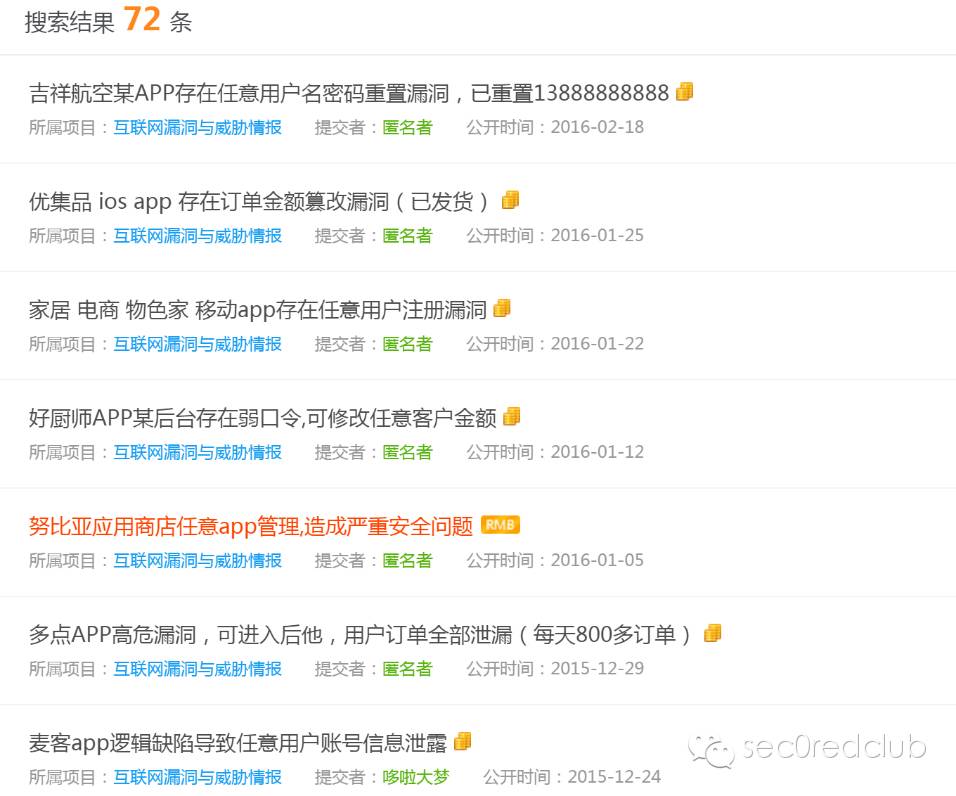 搜索结果 72 条
吉祥航空某APP存在任意用户名密码重置漏洞，已重置13888888888
所属项目：互联网漏洞与威胁情报 提交者：匿名者 公开时间：2016-02-18
优集品 ios app 存在订单金额篡改漏洞（已发货）
所属项目：互联网漏洞与威胁情报 提交者：匿名者 公开时间：2016-01-25
家居 电商 物色家 移动app存在任意用户注册漏洞
所属项目：互联网漏洞与威胁情报 提交者：匿名者 公开时间：2016-01-22
好厨师APP某后台存在弱口令,可修改任意客户金额
所属项目：互联网漏洞与威胁情报 提交者：匿名者 公开时间：2016-01-12
努比亚应用商店任意app管理,造成严重安全问题 RMB
所属项目：互联网漏洞与威胁情报 提交者：匿名者 公开时间：2016-01-05
多点APP高危漏洞，可进入后他，用户订单全部泄漏（每天800多订单）
所属项目：互联网漏洞与威胁情报 提交者：匿名者 公开时间：2015-12-29
麦客app逻辑缺陷导致任意用户账号信息泄露
sec0redclub
所属项目：互联网漏洞与威胁情报 提交者：哆啦大梦 公开时间：2015-12-24